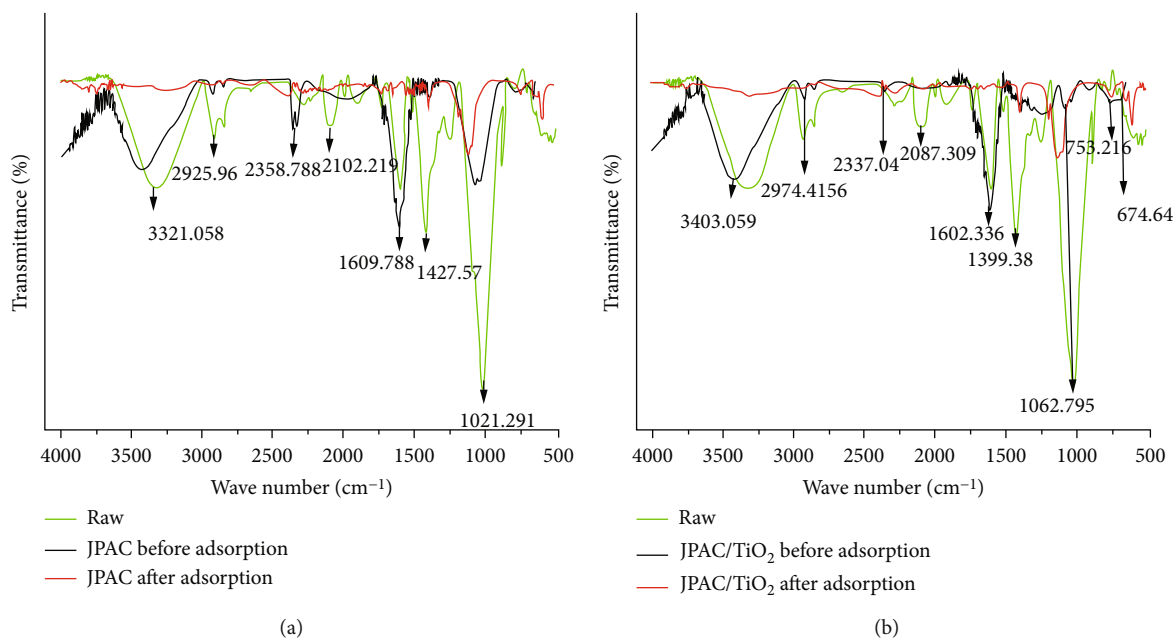 Transmittance (%)
3321.058
2925.96
2358.788
2102.219
1609.788
1427.57
1021.291
4000 3500 3000 2500 2000 1500 1000 500
Wave number (cm⁻¹)
Raw
JPAC before adsorption
JPAC after adsorption
(a)
Transmittance (%)
3403.059
2974.4156
2337.04
2087.309
1602.336
1399.38
1062.795
753.216
674.64
4000 3500 3000 2500 2000 1500 1000 500
Wave number (cm⁻¹)
Raw
JPAC/TiO₂ before adsorption
JPAC/TiO₂ after adsorption
(b)